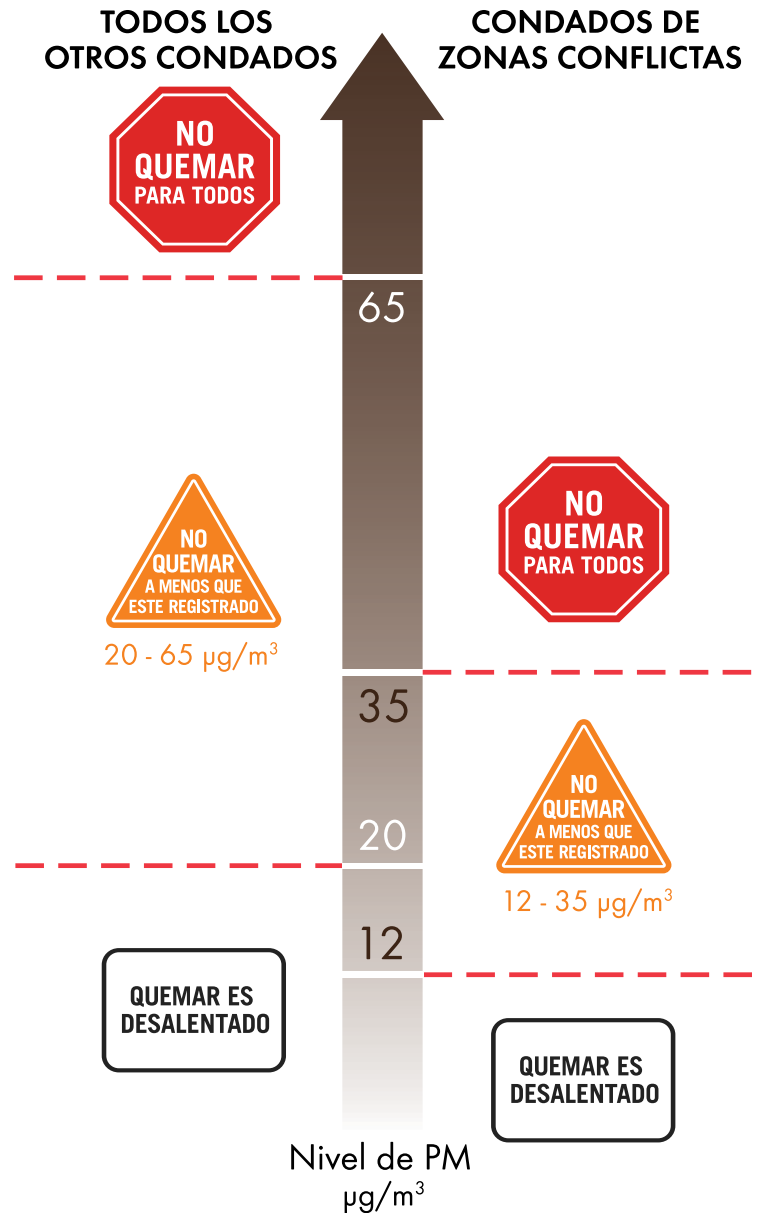 TODOS LOS
OTROS CONDADOS
CONDADOS DE
ZONAS CONFLICTAS
NO
QUEMAR
PARA TODOS
65
NO
QUEMAR
A MENOS QUE
ESTE REGISTRADO
20 - 65 µg/m³
NO
QUEMAR
PARA TODOS
35
20
NO
QUEMAR
A MENOS QUE
ESTE REGISTRADO
12 - 35 µg/m³
12
QUEMAR ES
DESALENTADO
QUEMAR ES
DESALENTADO
Nivel de PM
µg/m³